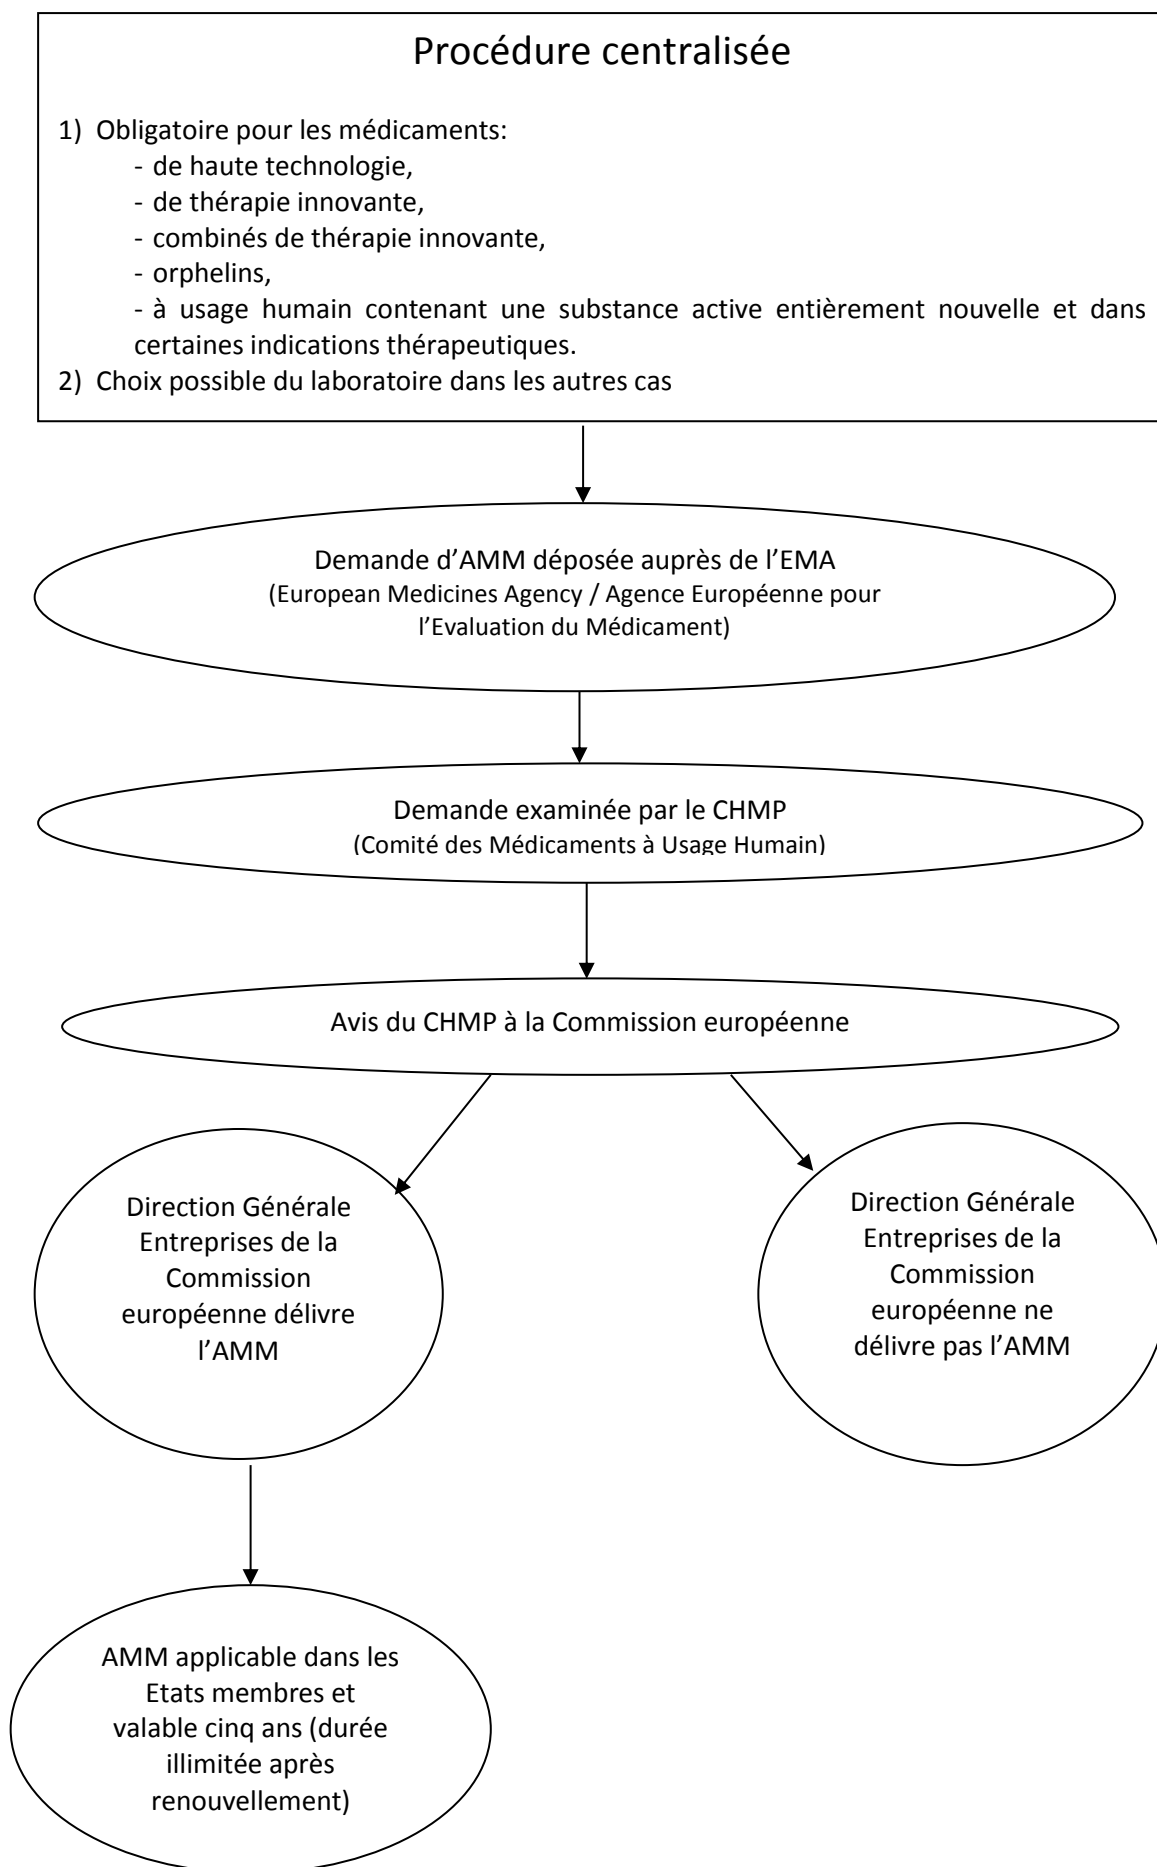 Procédure centralisée
1) Obligatoire pour les médicaments:
- de haute technologie,
- de thérapie innovante,
- combinés de thérapie innovante,
- orphelins,
- à usage humain contenant une substance active entièrement nouvelle et dans
certaines indications thérapeutiques.
2) Choix possible du laboratoire dans les autres cas
Demande d’AMM déposée auprès de l’EMA
(European Medicines Agency / Agence Européenne pour
l’Evaluation du Médicament)
Demande examinée par le CHMP
(Comité des Médicaments à Usage Humain)
Avis du CHMP à la Commission européenne
Direction Générale
Entreprises de la
Commission
européenne délivre
l’AMM
Direction Générale
Entreprises de la
Commission
européenne ne
délivre pas l’AMM
AMM applicable dans les
Etats membres et
valable cinq ans (durée
illimitée après
renouvellement)